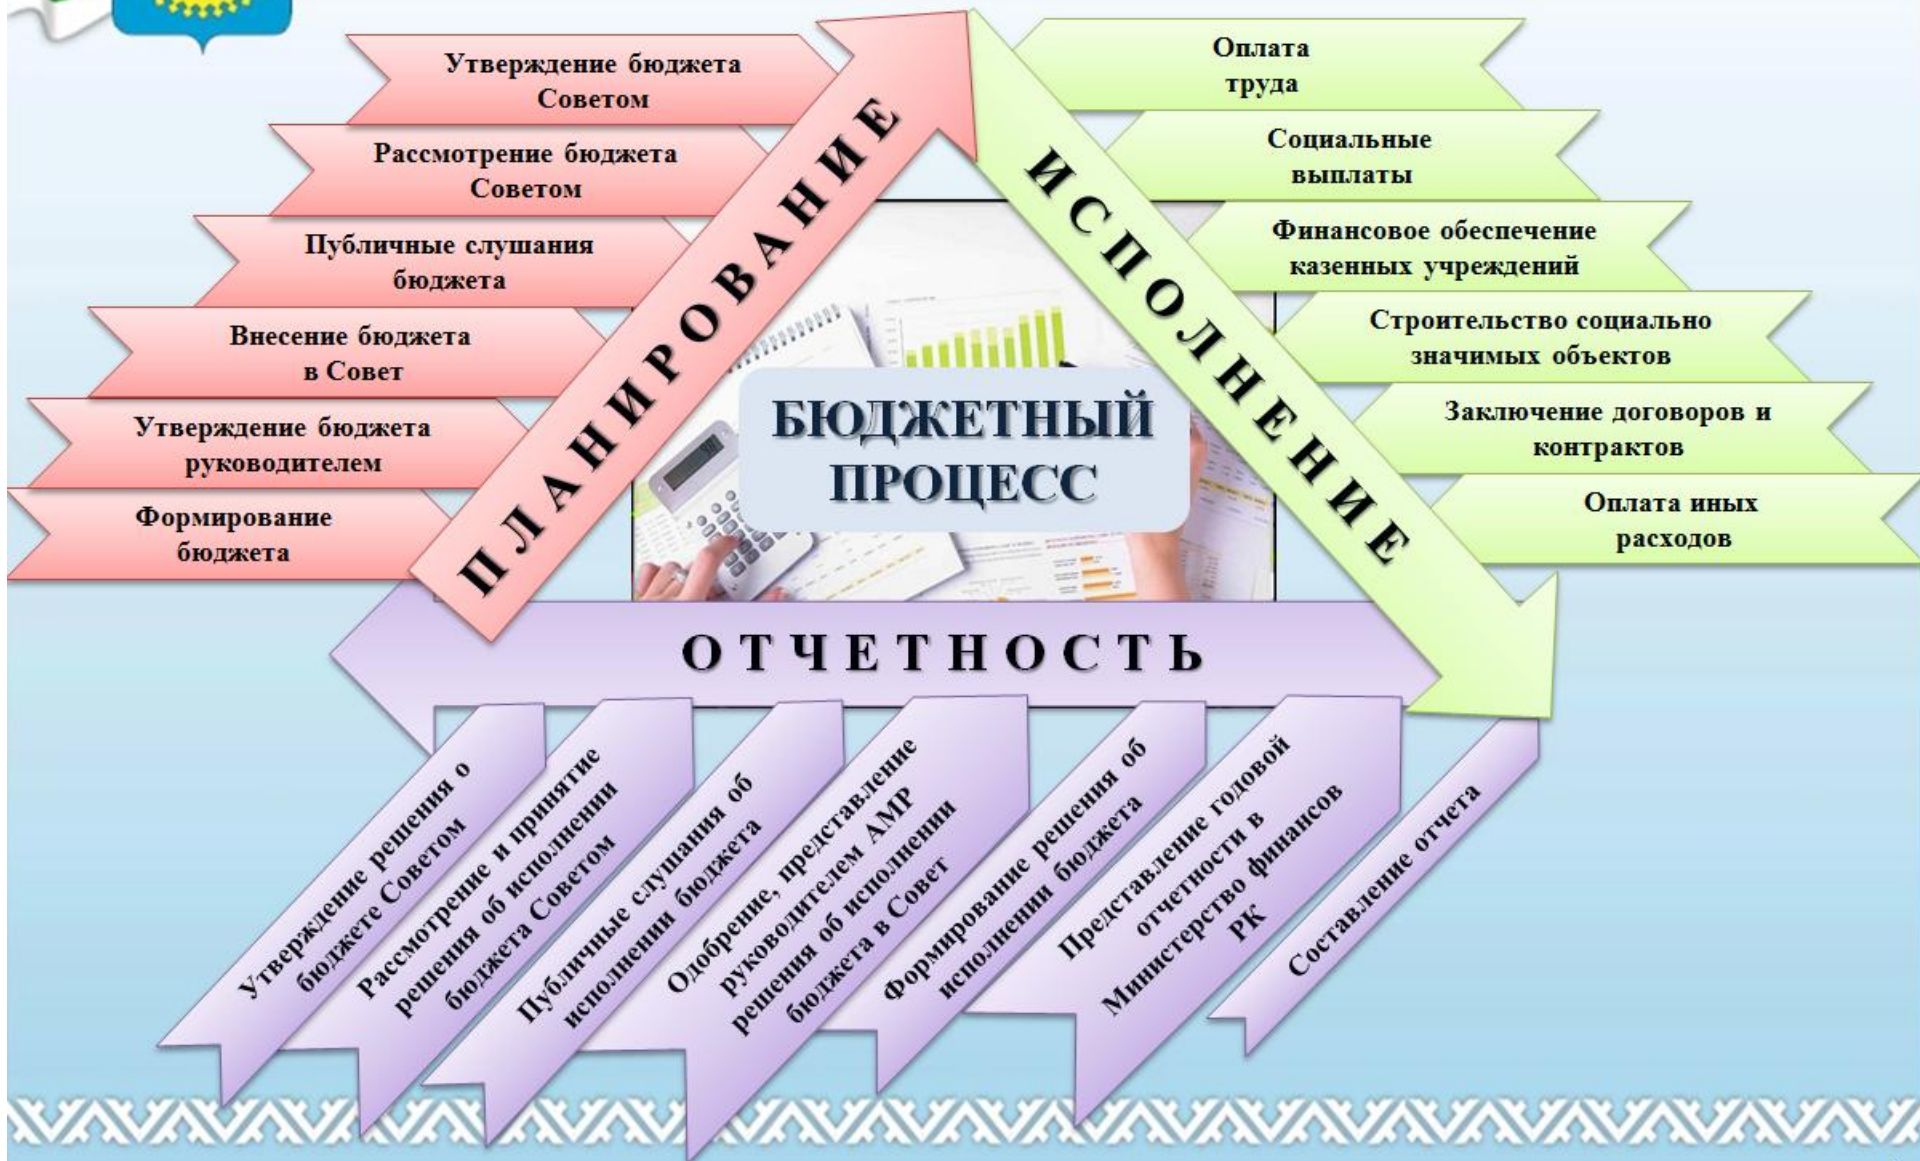 Утверждение бюджета
Советом
Рассмотрение бюджета
Советом
Публичные слушания
бюджета
Внесение бюджета
в Совет
Утверждение бюджета
руководителем
Формирование
бюджета
ПЛАНИРОВАНИЕ
ИСПОЛНЕНИЕ
Оплата
труда
Социальные
выплаты
Финансовое обеспечение
казенных учреждений
Строительство социально
значимых объектов
Заключение договоров и
контрактов
Оплата иных
расходов
БЮДЖЕТНЫЙ
ПРОЦЕСС
ОТЧЕТНОСТЬ
Утверждение решения о
бюджете Советом
Рассмотрение и принятие
решения об исполнении
бюджета Советом
Публичные слушания об
исполнении бюджета
Одобрение, представление
руководителем АМР
решения об исполнении
бюджета в Совет
Формирование решения об
исполнении бюджета
Представление годовой
отчетности в
Министерство финансов
РК
Составление отчета